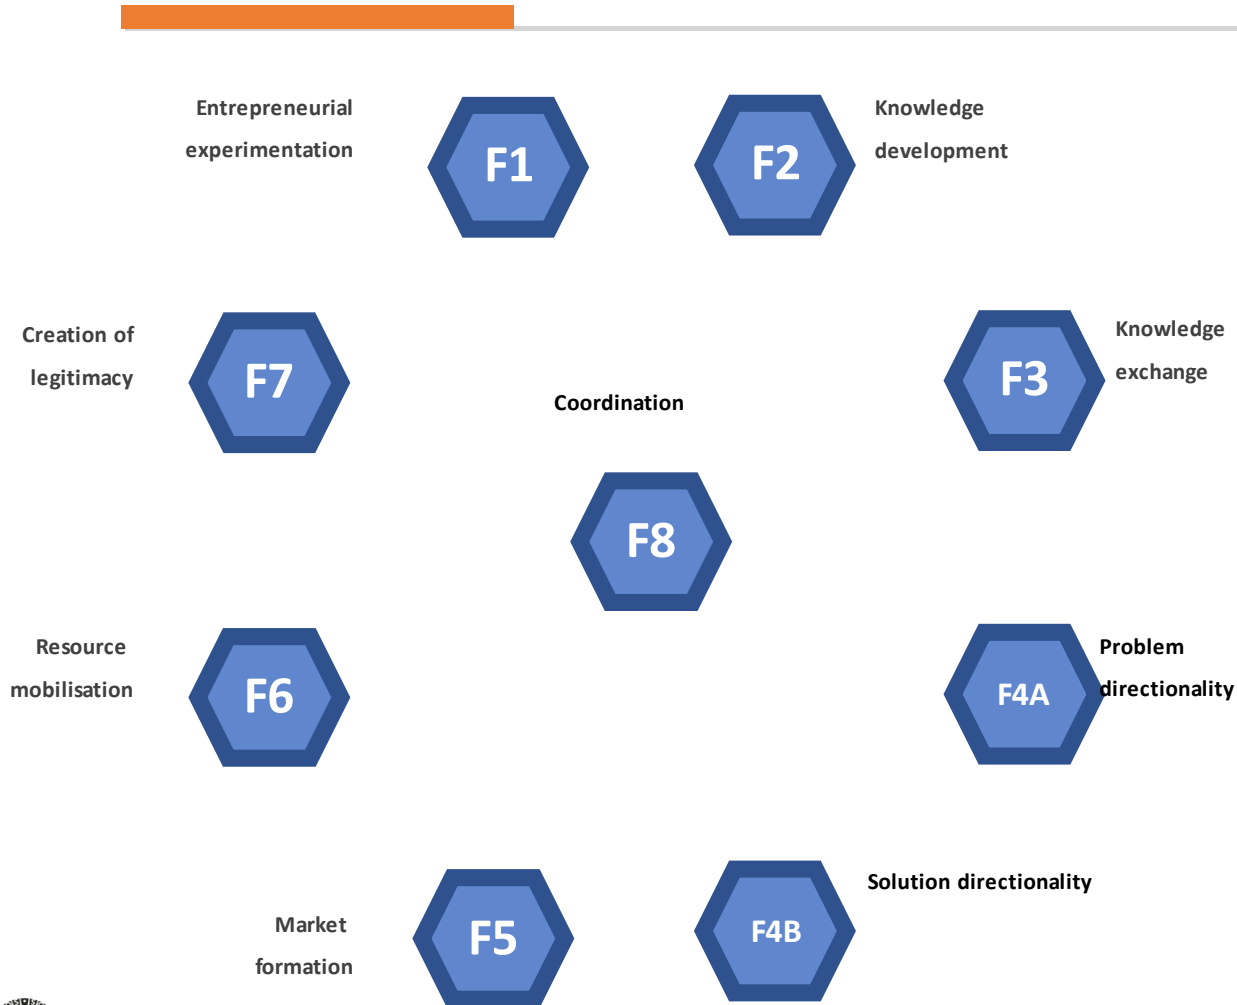 Entrepreneurial
experimentation
F1
F2
Knowledge
development
Creation of
legitimacy
F7
Coordination
F3
Knowledge
exchange
F8
Resource
mobilisation
F6
F4A
Problem
directionality
Market
formation
F5
F4B
Solution directionality